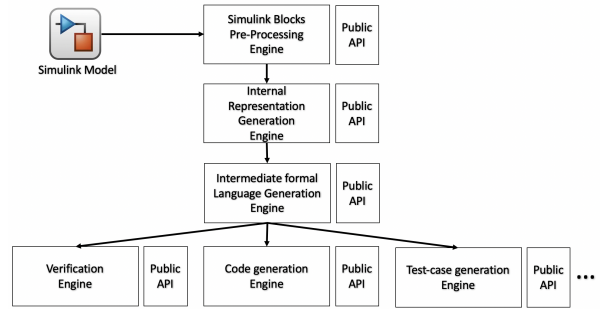 Simulink Model
Simulink Blocks
Pre-Processing
Engine
Public
API
Internal
Representation
Generation
Engine
Public
API
Intermediate formal
Language Generation
Engine
Public
API
Verification
Engine
Public
API
Code generation
Engine
Public
API
Test-case generation
Engine
Public
API
...